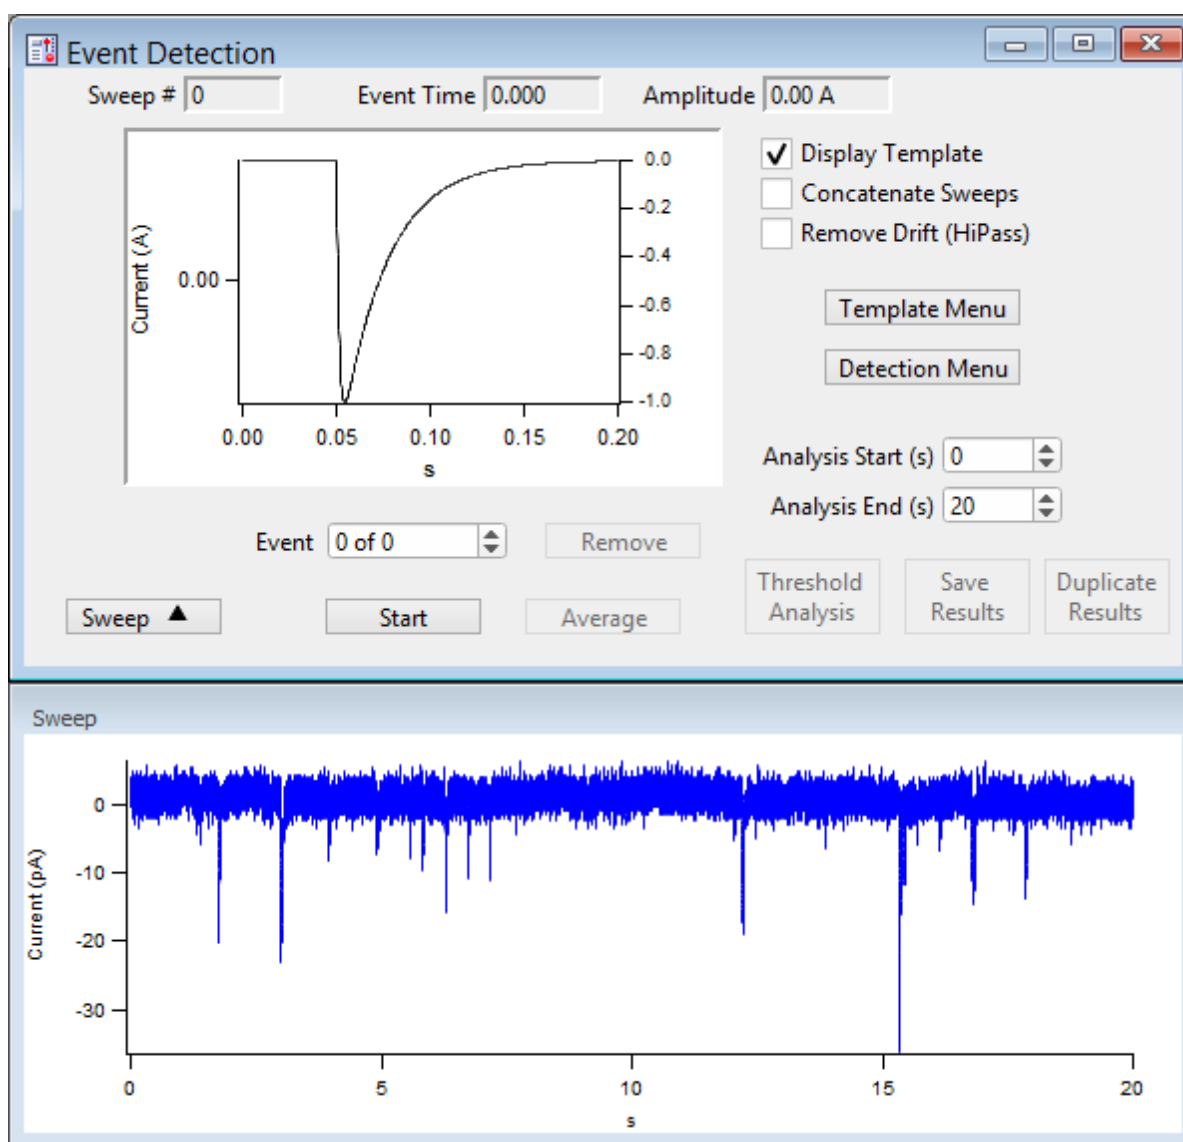 Event Detection
Sweep # 0 Event Time 0.000 Amplitude 0.00 A
Display Template
Concatenate Sweeps
Remove Drift (HiPass)
Current (A)
0.00
0.0
-0.2
-0.4
-0.6
-0.8
-1.0
0.00 0.05 0.10 0.15 0.20
s
Template Menu
Detection Menu
Analysis Start (s) 0
Analysis End (s) 20
Event 0 of 0 Remove
Sweep ▲ Start Average
Threshold
Analysis
Save
Results
Duplicate
Results
Sweep
Current (pA)
0
-10
-20
-30
0 5 10 15 20
s